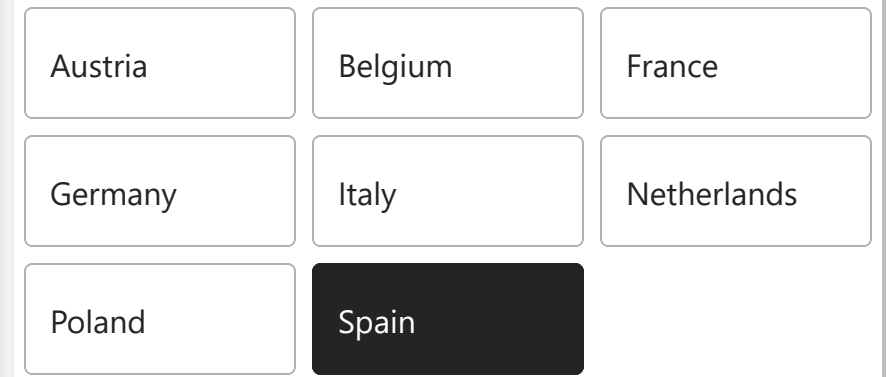 Austria
Belgium
France
Germany
Italy
Netherlands
Poland
Spain